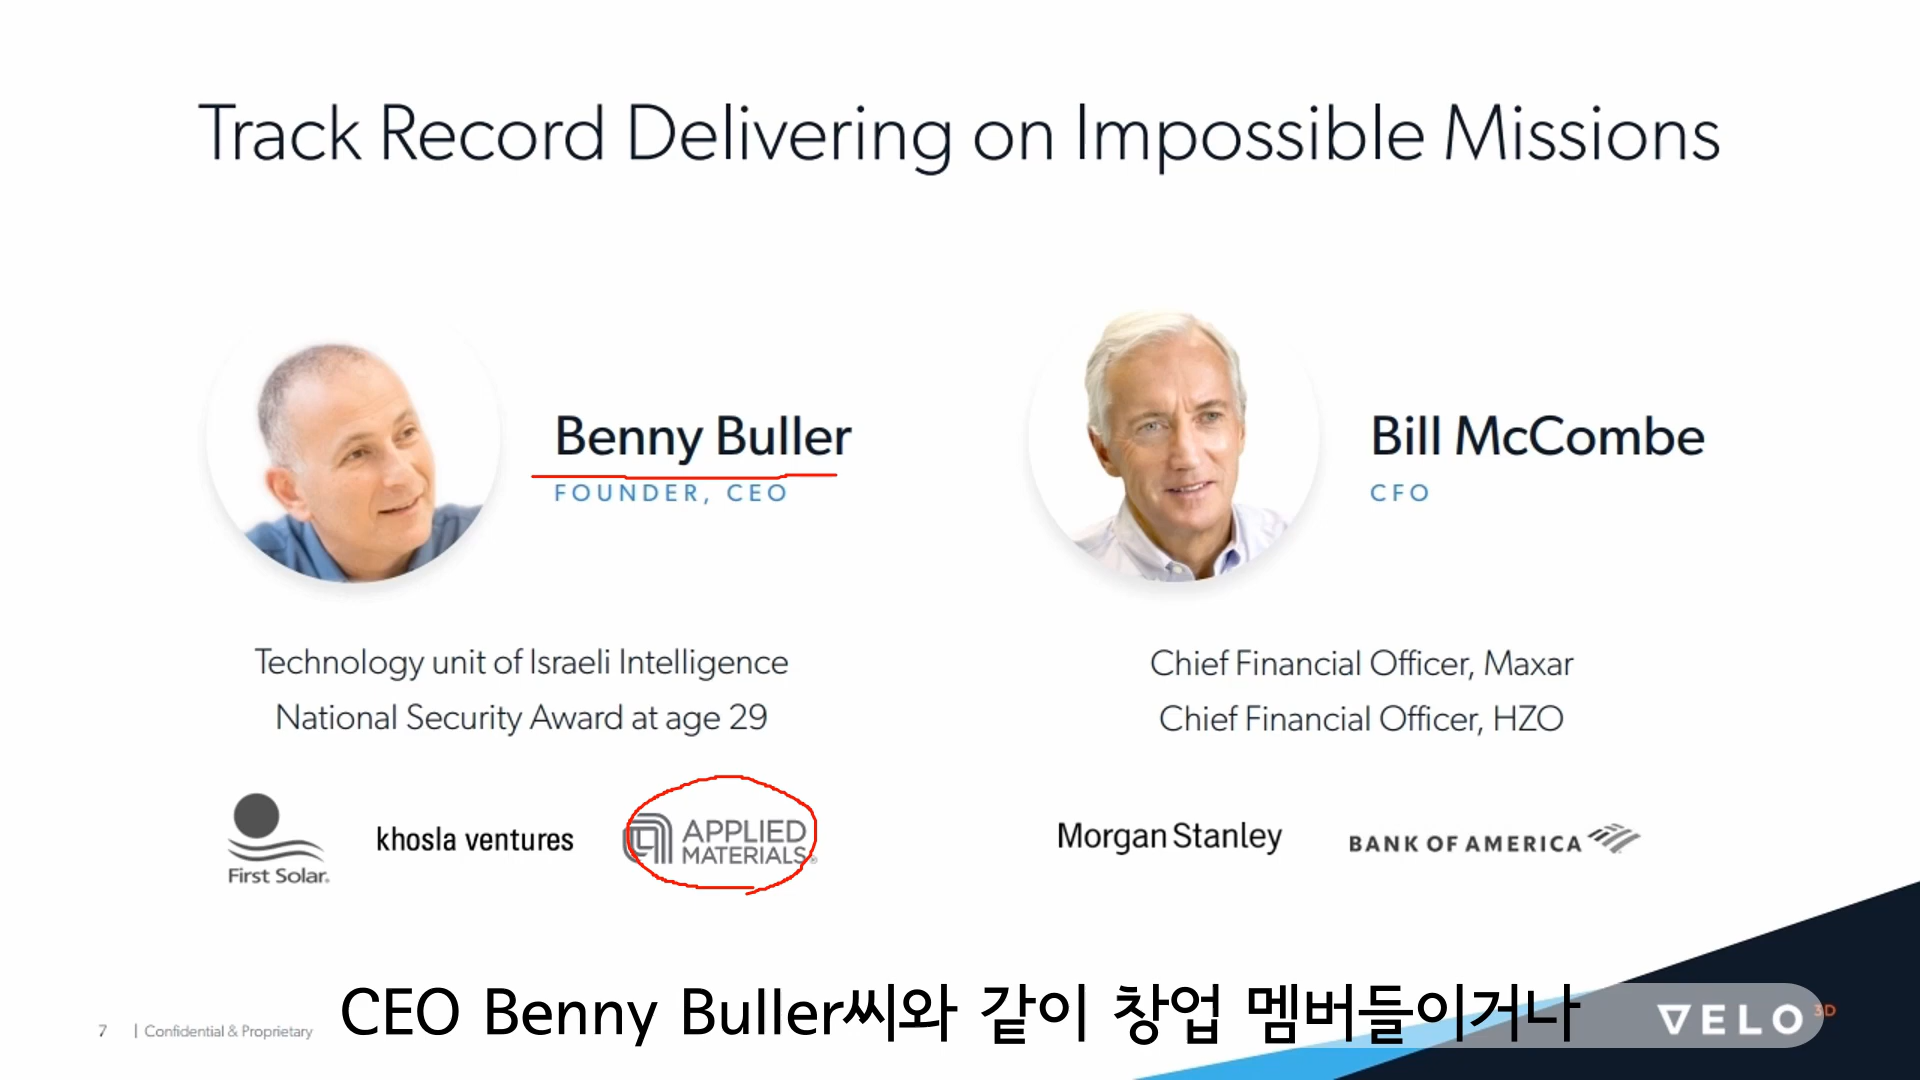 Track Record Delivering on Impossible Missions
Benny Buller
FOUNDER, CEO
Technology unit of Israeli Intelligence
National Security Award at age 29
First Solar.
khosla ventures
APPLIED
MATERIALS®
Bill McCombe
CFO
Chief Financial Officer, Maxar
Chief Financial Officer, HZO
Morgan Stanley
BANK OF AMERICA
CEO Benny Buller씨와 같이 창업 멤버들이거나
7 | Confidential & Proprietary
VELO3D